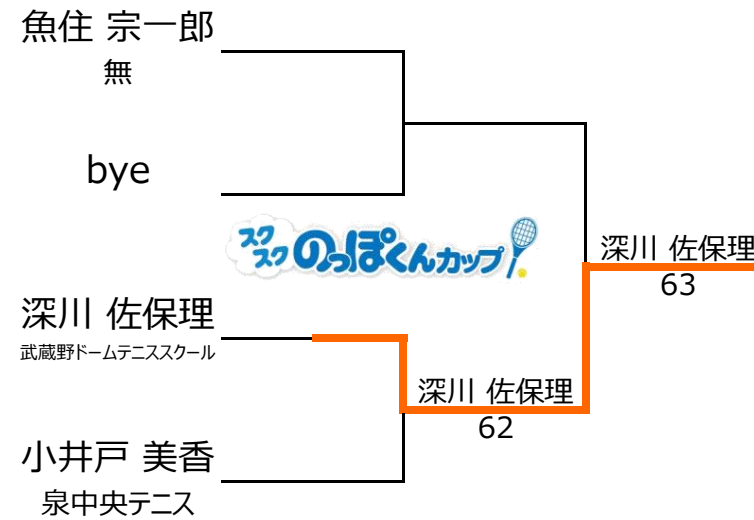 魚住 宗一郎
無
bye
スクスク のっぽくんカップ
深川 佐保理
63
深川 佐保理
武蔵野ドームテニススクール
深川 佐保理
62
小井戸 美香
泉中央テニス